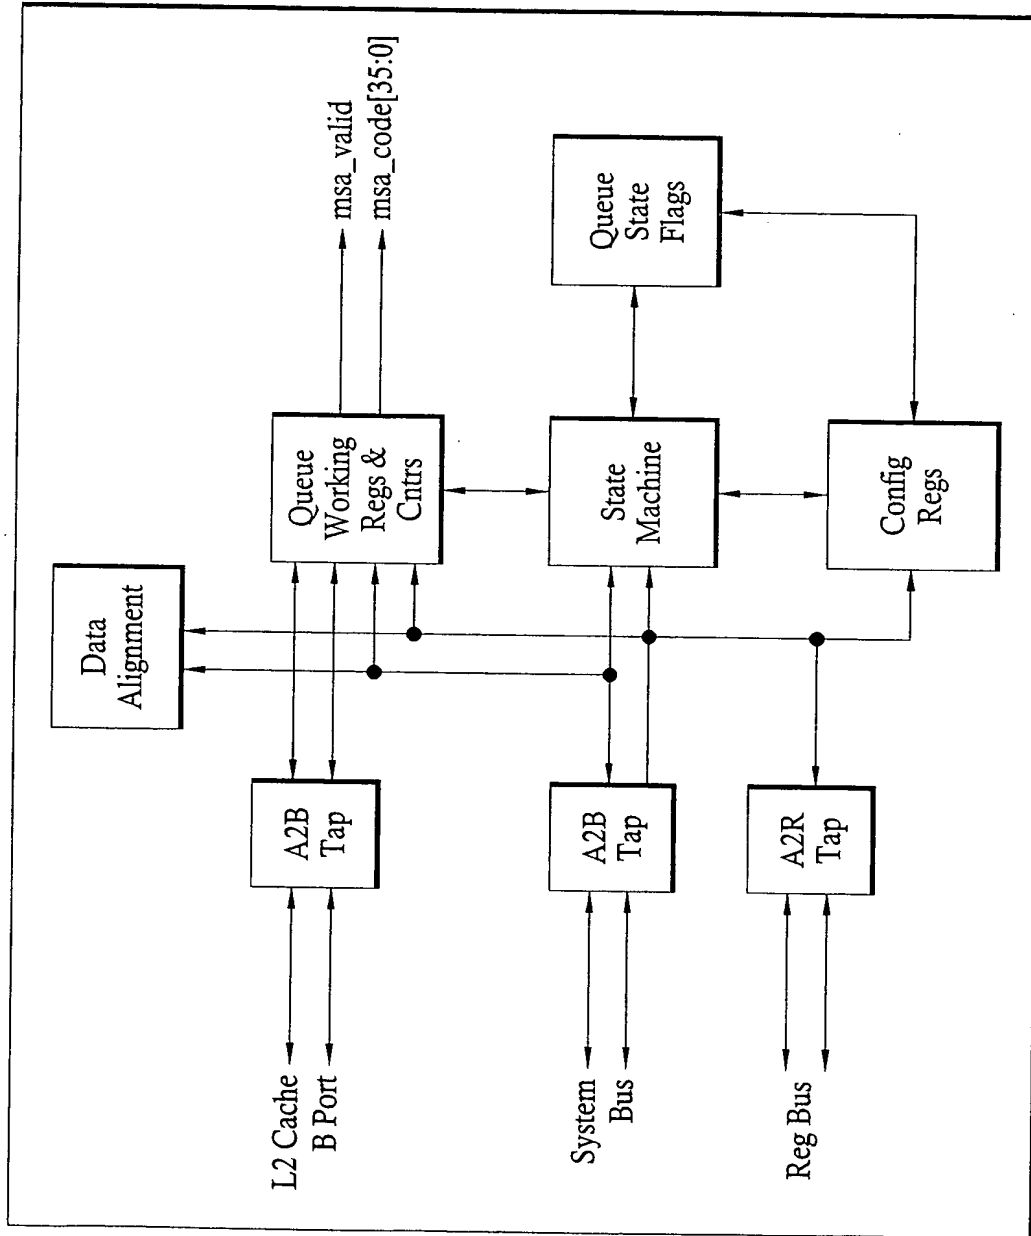 Data
Alignment
L2 Cache
B Port
A2B
Tap
Queue
Working
Regs &
Cntrs
msa_valid
msa_code[35:0]
System
Bus
A2B
Tap
State
Machine
Queue
State
Flags
Reg Bus
A2R
Tap
Config
Regs